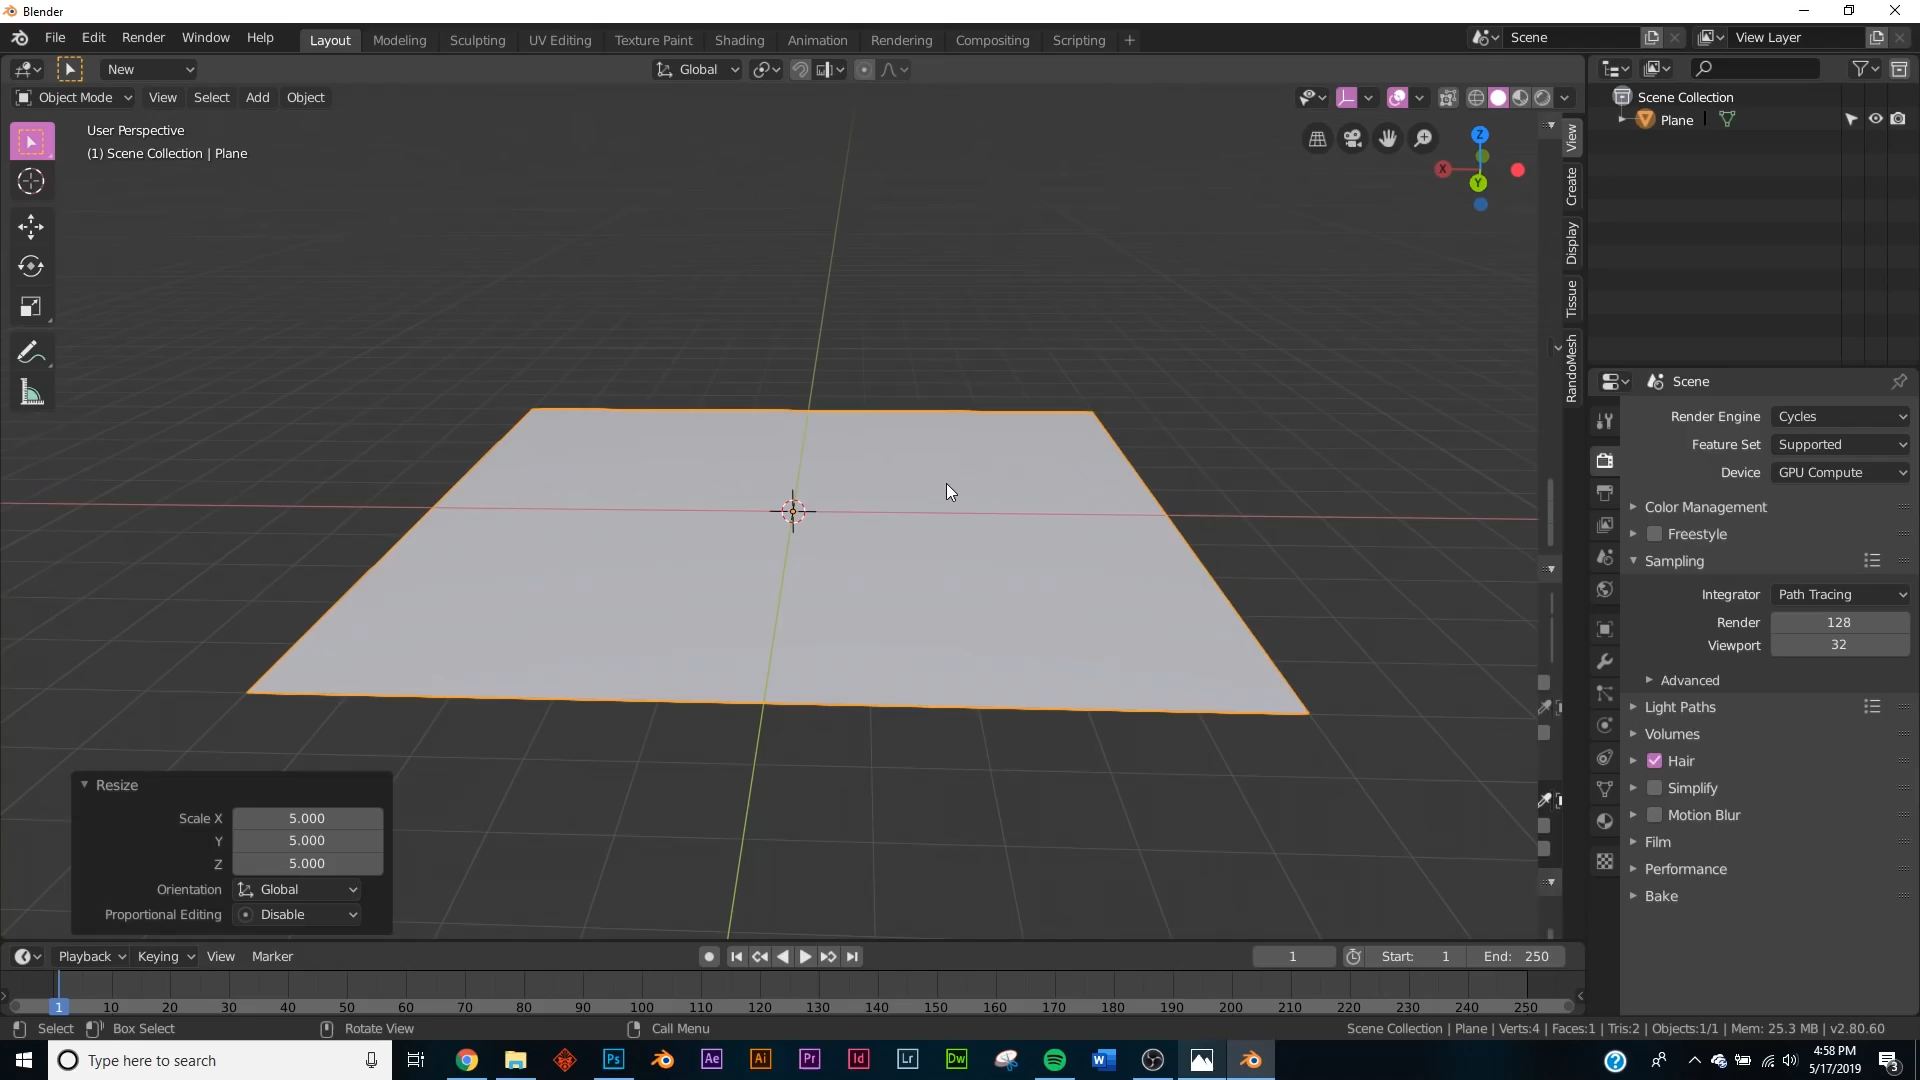 Blender
File Edit Render Window Help
Layout Modeling Sculpting UV Editing Texture Paint Shading Animation Rendering Compositing Scripting +
Scene
View Layer
New
Global
Object Mode View Select Add Object
User Perspective
(1) Scene Collection | Plane
Z
X
Y
View
Create
Display
Tissue
RandoMesh
Scene Collection
Plane
Scene
Render Engine Cycles
Feature Set Supported
Device GPU Compute
Color Management
Freestyle
Sampling
Integrator Path Tracing
Render 128
Viewport 32
Advanced
Light Paths
Volumes
Hair
Simplify
Motion Blur
Film
Performance
Bake
Resize
Scale X 5.000
Y 5.000
Z 5.000
Orientation Global
Proportional Editing Disable
Playback Keying View Marker
1
Start: 1
End: 250
1 10 20 30 40 50 60 70 80 90 100 110 120 130 140 150 160 170 180 190 200 210 220 230 240 250
Select Box Select Rotate View Call Menu
Scene Collection | Plane | Verts:4 | Faces:1 | Tris:2 | Objects:1/1 | Mem: 25.3 MB | v2.80.60
Type here to search
Ps Ae Ai Pr Id Lr Dw W
4:58 PM
5/17/2019
3